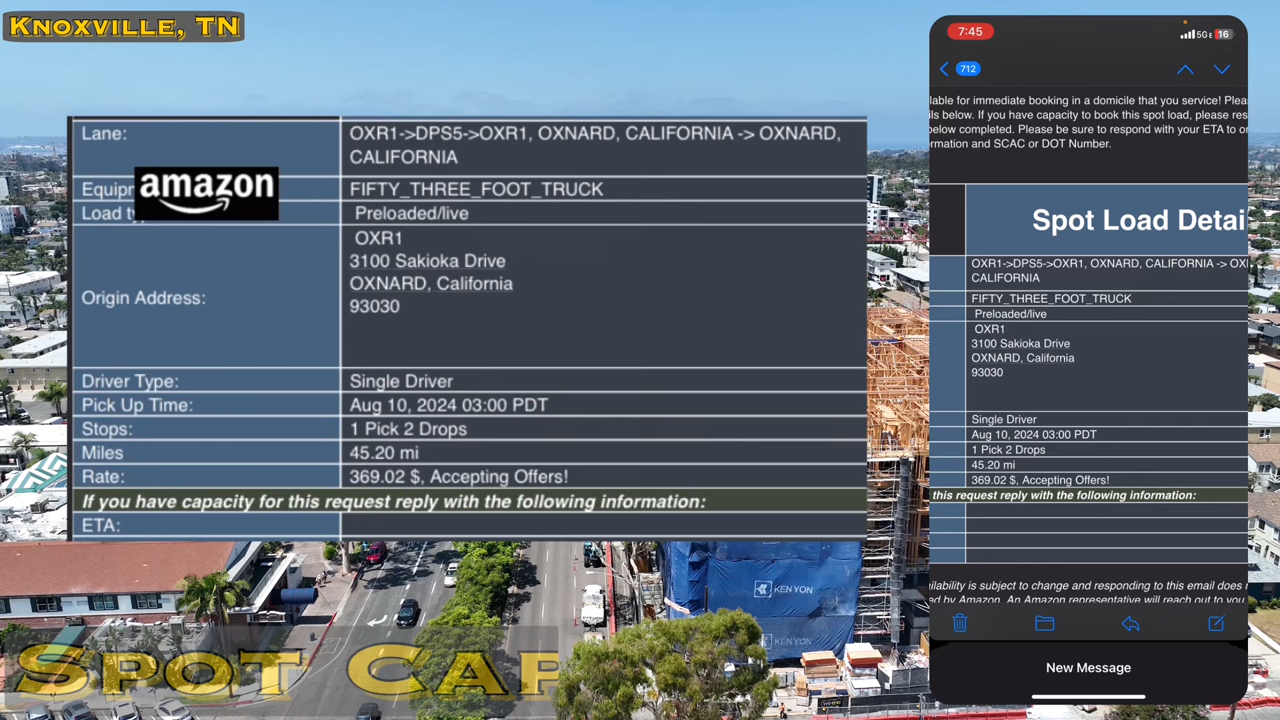 Knoxville, TN
Lane:
OXR1->DPS5->OXR1, OXNARD, CALIFORNIA -> OXNARD,
CALIFORNIA
amazon
FIFTY_THREE_FOOT_TRUCK
Preloaded/live
Origin Address:
OXR1
3100 Sakioka Drive
OXNARD, California
93030
Driver Type:
Single Driver
Pick Up Time:
Aug 10, 2024 03:00 PDT
Stops:
1 Pick 2 Drops
Miles
45.20 mi
Rate:
369.02 $, Accepting Offers!
If you have capacity for this request reply with the following information:
ETA:
KENYON
KENYON
Spot
7:45
5G E 16
712
lable for immediate booking in a domicile that you service! Plea
ils below. If you have capacity to book this spot load, please res
below completed. Please be sure to respond with your ETA to or
rmation and SCAC or DOT Number.
Spot Load Detai
OXR1->DPS5->OXR1, OXNARD, CALIFORNIA -> OX
CALIFORNIA
FIFTY_THREE_FOOT_TRUCK
Preloaded/live
OXR1
3100 Sakioka Drive
OXNARD, California
93030
Single Driver
Aug 10, 2024 03:00 PDT
1 Pick 2 Drops
45.20 mi
369.02 $, Accepting Offers!
this request reply with the following information:
ilability is subject to change and responding to this email does
ed by Amazon. An Amazon representative will reach out to you
New Message